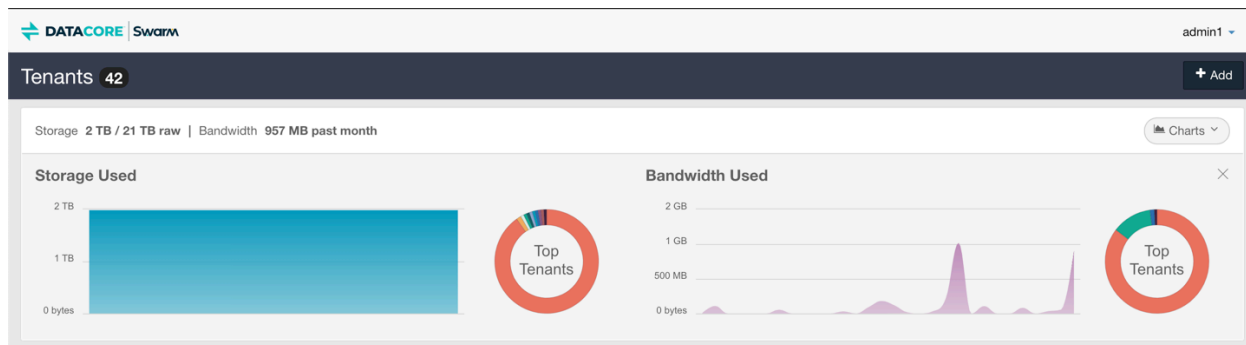 DATACORE Swarm
admin1
Tenants 42
+ Add
Storage 2 TB / 21 TB raw | Bandwidth 957 MB past month
Charts
Storage Used
2 TB
1 TB
0 bytes
Top
Tenants
Bandwidth Used
2 GB
1 GB
500 MB
0 bytes
Top
Tenants